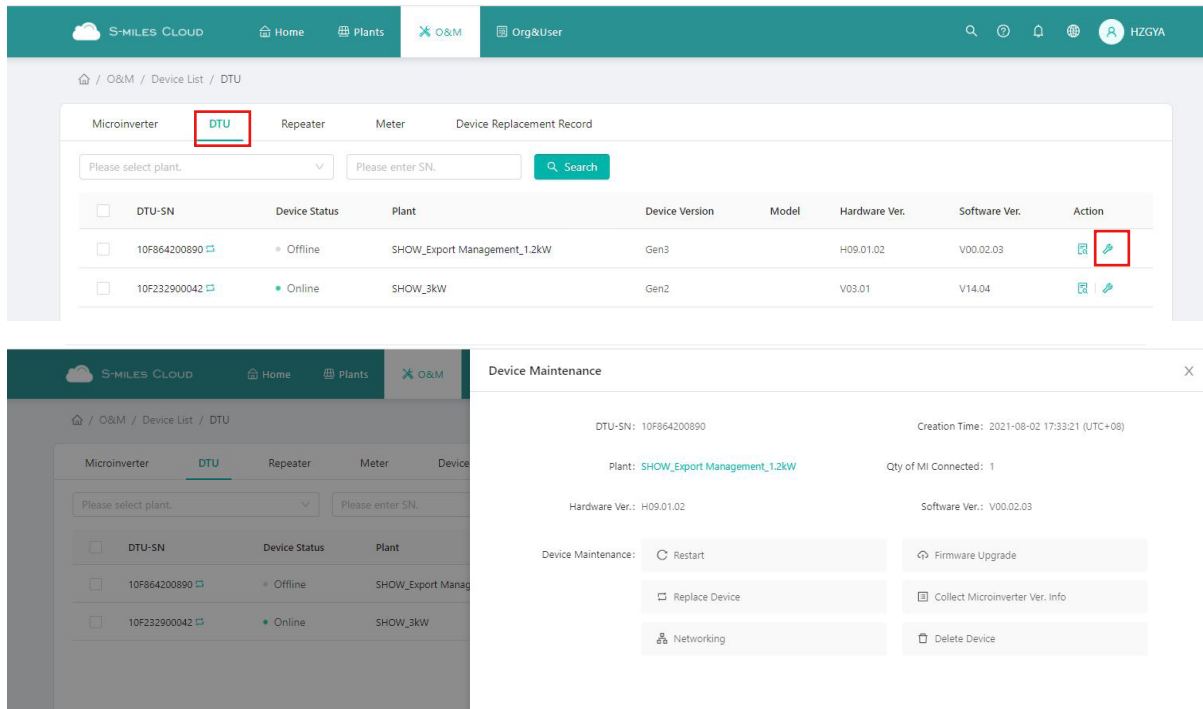 S-MILES CLOUD Home Plants O&M Org&User HZGYA
/ O&M / Device List / DTU
Microinverter DTU Repeater Meter Device Replacement Record
Please select plant. Please enter SN. Search
DTU-SN Device Status Plant Device Version Model Hardware Ver. Software Ver. Action
10F864200890 Offline SHOW_Export Management_1.2kW Gen3 H09.01.02 V00.02.03
10F232900042 Online SHOW_3kW Gen2 V03.01 V14.04
S-MILES CLOUD Home Plants O&M
/ O&M / Device List / DTU
Microinverter DTU Repeater Meter Device
Please select plant. Please enter SN.
DTU-SN Device Status Plant
10F864200890 Offline SHOW_Export Manag
10F232900042 Online SHOW_3kW
Device Maintenance X
DTU-SN: 10F864200890 Creation Time: 2021-08-02 17:33:21 (UTC+08)
Plant: SHOW_Export Management_1.2kW Qty of MI Connected: 1
Hardware Ver.: H09.01.02 Software Ver.: V00.02.03
Device Maintenance: Restart Firmware Upgrade
Replace Device Collect Microinverter Ver. Info
Networking Delete Device